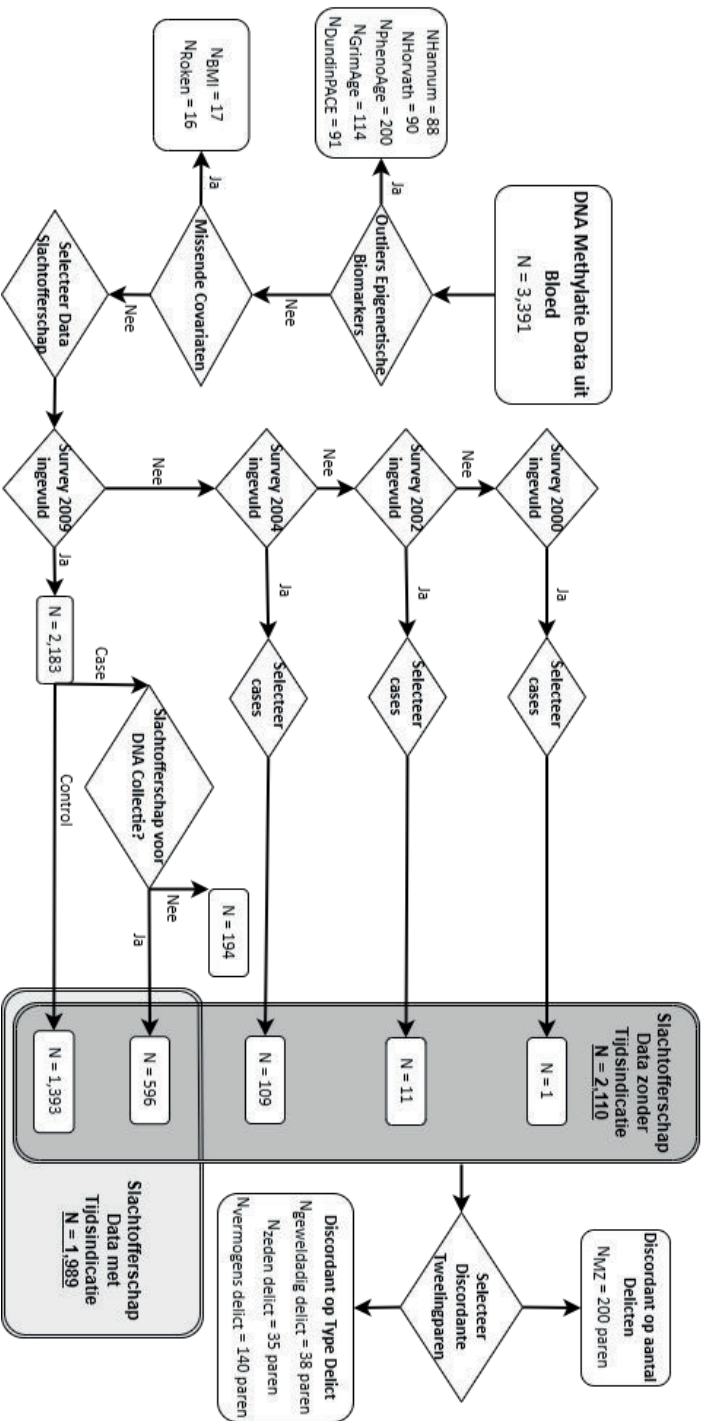 DNA Methylatie Data uit
Bloed
N = 3,391
Outliers Epigenetische
Biomarkers
Ja
NHannum = 88
NHorvath = 90
NPhenoAge = 200
NGrimAge = 114
NDundinPACE = 91
Nee
Missende Covariaten
Ja
NBMI = 17
NRoken = 16
Nee
Selecteer Data
Slachtofferschap
Survey 2009
ingevuld
Nee
Survey 2004
ingevuld
Nee
Survey 2002
ingevuld
Nee
Survey 2000
ingevuld
Ja
Selecteer
cases
Ja
Selecteer
cases
Ja
Selecteer
cases
Ja
N = 2,183
Case
Slachtofferschap voor
DNA Collectie?
Nee
N = 194
Ja
Control
Slachtofferschap
Data zonder
Tijdsindicatie
N = 2,110
N = 1
N = 11
N = 109
N = 596
N = 1,393
Slachtofferschap
Data met
Tijdsindicatie
N = 1,989
Selecteer
Discordante
Tweelingparen
Discordant op aantal
Delicten
NMZ = 200 paren
Discordant op Type Delict
Ngeweldadig delict = 38 paren
Nzeden delict = 35 paren
Nvermogens delict = 140 paren